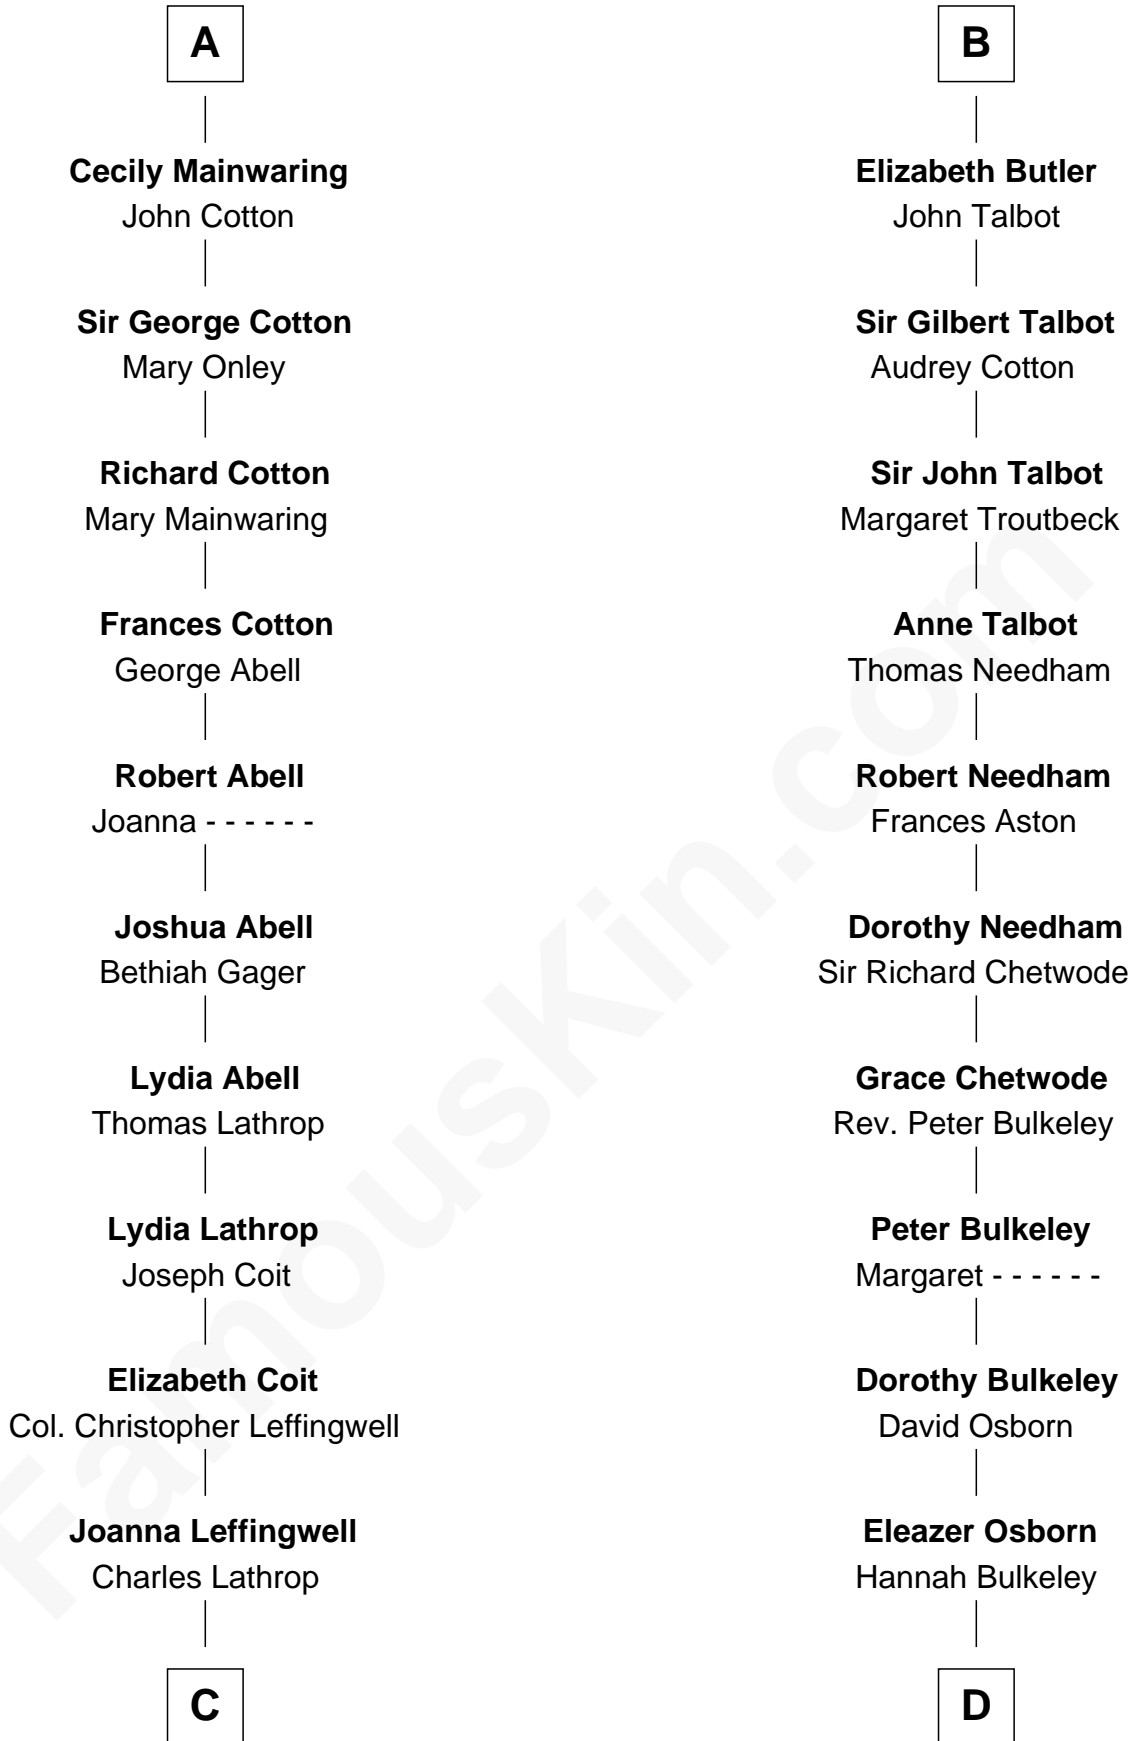 A
Cecily Mainwaring
John Cotton
Sir George Cotton
Mary Onley
Richard Cotton
Mary Mainwaring
Frances Cotton
George Abell
Robert Abell
Joanna - - - - - -
Joshua Abell
Bethiah Gager
Lydia Abell
Thomas Lathrop
Lydia Lathrop
Joseph Coit
Elizabeth Coit
Col. Christopher Leffingwell
Joanna Leffingwell
Charles Lathrop
C
B
Elizabeth Butler
John Talbot
Sir Gilbert Talbot
Audrey Cotton
Sir John Talbot
Margaret Troutbeck
Anne Talbot
Thomas Needham
Robert Needham
Frances Aston
Dorothy Needham
Sir Richard Chetwode
Grace Chetwode
Rev. Peter Bulkeley
Peter Bulkeley
Margaret - - - - - -
Dorothy Bulkeley
David Osborn
Eleazer Osborn
Hannah Bulkeley
D
FamousKin.com